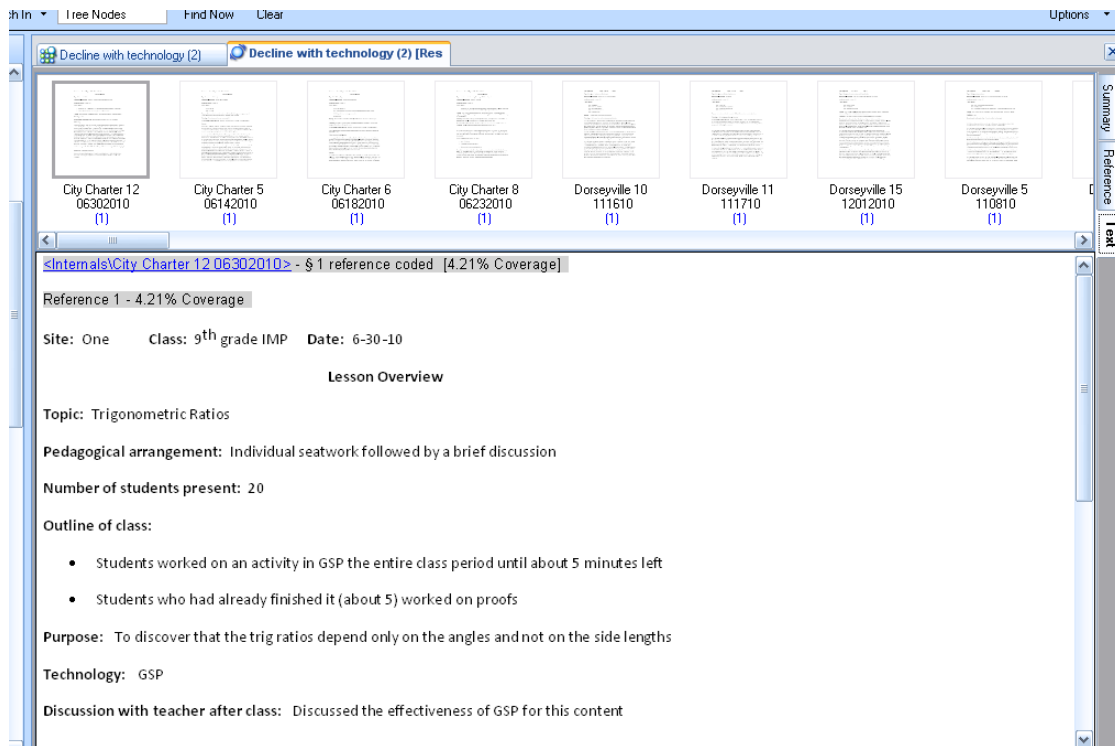 ch In Tree Nodes Find Now Clear Options
Decline with technology (2) Decline with technology (2) [Res
City Charter 12 City Charter 5 City Charter 6 City Charter 8 Dorseyville 10 Dorseyville 11 Dorseyville 15 Dorseyville 5 D
06302010 06142010 06182010 06232010 111610 111710 12012010 110810
(1) (1) (1) (1) (1) (1) (1) (1)
Summary
Reference
Text
<Internals\City Charter 12 06302010> - § 1 reference coded [4.21% Coverage]
Reference 1 - 4.21% Coverage
Site: One Class: 9th grade IMP Date: 6-30-10
Lesson Overview
Topic: Trigonometric Ratios
Pedagogical arrangement: Individual seatwork followed by a brief discussion
Number of students present: 20
Outline of class:
• Students worked on an activity in GSP the entire class period until about 5 minutes left
• Students who had already finished it (about 5) worked on proofs
Purpose: To discover that the trig ratios depend only on the angles and not on the side lengths
Technology: GSP
Discussion with teacher after class: Discussed the effectiveness of GSP for this content